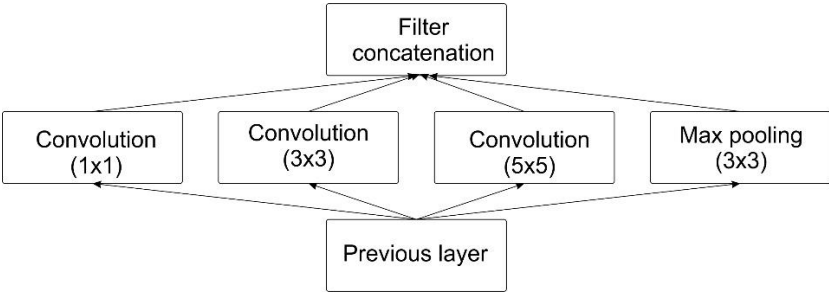 Filter
concatenation
Convolution
(1x1)
Convolution
(3x3)
Convolution
(5x5)
Max pooling
(3x3)
Previous layer